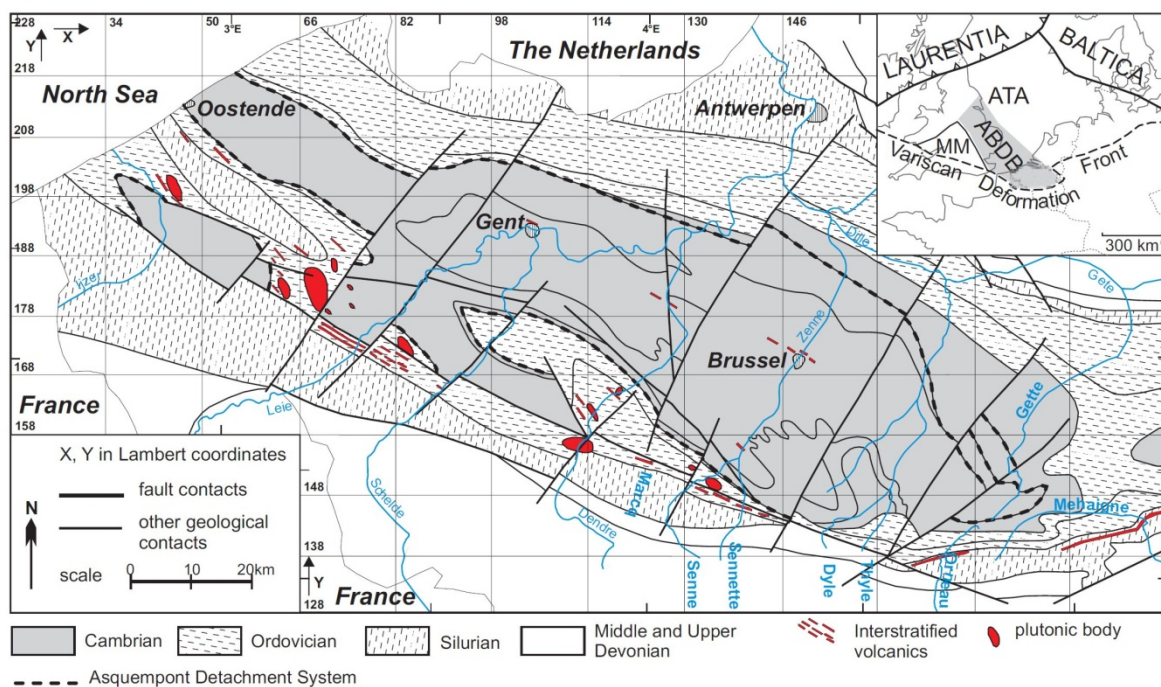 228
34
50
66
82
98
114
130
146
Y
X
3°E
4°E
218
208
198
188
178
168
158
148
138
128
Y
The Netherlands
North Sea
Oostende
Antwerpen
Gent
Brussel
France
France
Ijzer
Leie
Schelde
Dendre
Marcq
Senne
Sennette
Zenne
Dijle
Dyle
Thyle
Orneau
Gette
Gete
Mehaigne
LAURENTIA
BALTICA
ATA
ABDB
MM
Variscan
Deformation
Front
300 km
X, Y in Lambert coordinates
fault contacts
other geological
contacts
N
scale
0 10 20km
Cambrian
Ordovician
Silurian
Middle and Upper
Devonian
Interstratified
volcanics
plutonic body
Asquempont Detachment System